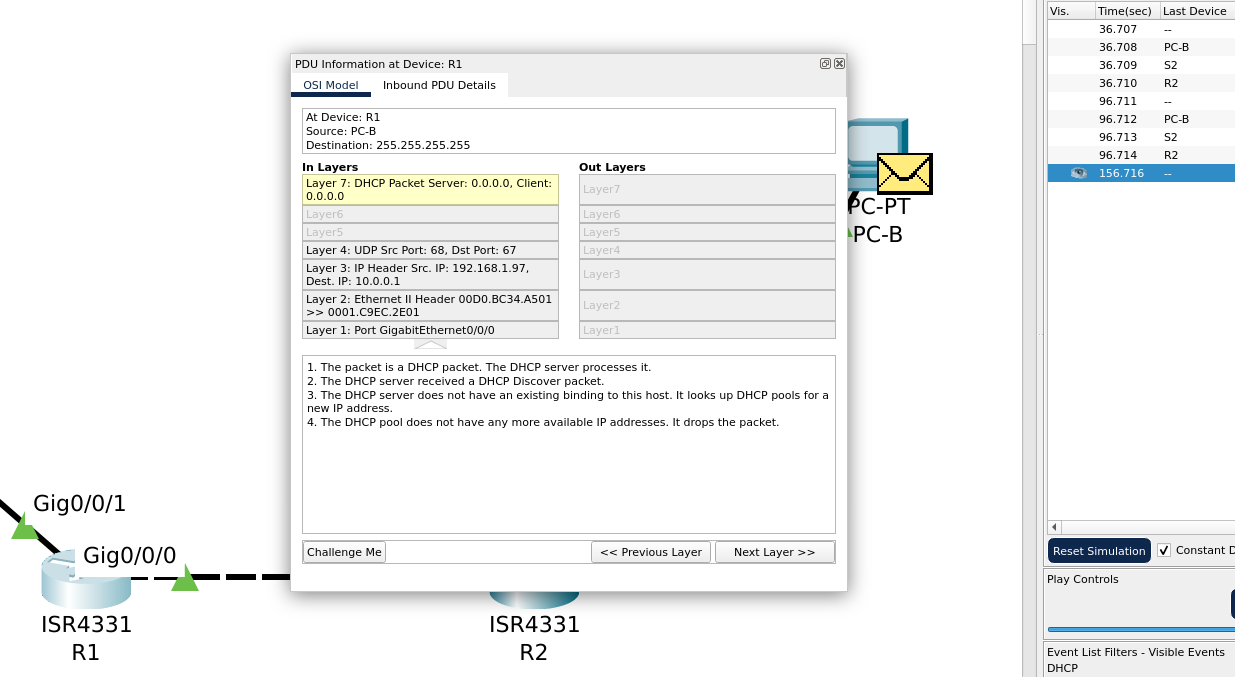 PDU Information at Device: R1
OSI Model
Inbound PDU Details
At Device: R1
Source: PC-B
Destination: 255.255.255.255
In Layers
Out Layers
Layer 7: DHCP Packet Server: 0.0.0.0, Client:
0.0.0.0
Layer7
Layer6
Layer6
Layer5
Layer5
Layer 4: UDP Src Port: 68, Dst Port: 67
Layer4
Layer 3: IP Header Src. IP: 192.168.1.97,
Dest. IP: 10.0.0.1
Layer3
Layer 2: Ethernet II Header 00D0.BC34.A501
>> 0001.C9EC.2E01
Layer2
Layer 1: Port GigabitEthernet0/0/0
Layer1
1. The packet is a DHCP packet. The DHCP server processes it.
2. The DHCP server received a DHCP Discover packet.
3. The DHCP server does not have an existing binding to this host. It looks up DHCP pools for a
new IP address.
4. The DHCP pool does not have any more available IP addresses. It drops the packet.
Challenge Me
<< Previous Layer
Next Layer >>
PC-PT
PC-B
Gig0/0/1
Gig0/0/0
ISR4331
R1
ISR4331
R2
Vis. Time(sec) Last Device
36.707 --
36.708 PC-B
36.709 S2
36.710 R2
96.711 --
96.712 PC-B
96.713 S2
96.714 R2
156.716 --
Reset Simulation
Constant D
Play Controls
Event List Filters - Visible Events
DHCP